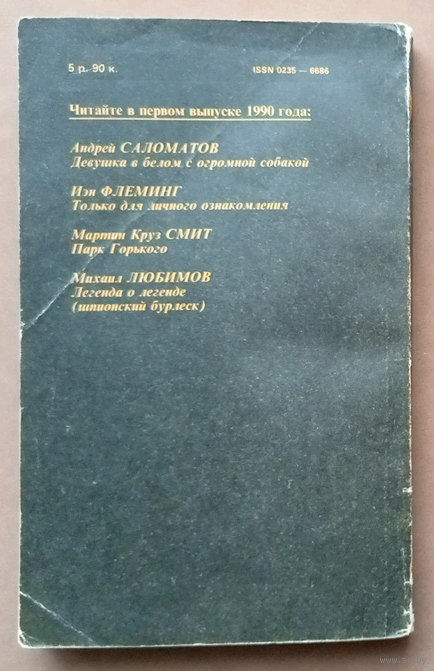 5 р. 90 к.
ISSN 0235 — 6686
Читайте в первом выпуске 1990 года:
Андрей САЛОМАТОВ
Девушка в белом с огромной собакой
Иэн ФЛЕМИНГ
Только для личного ознакомления
Мартин Круз СМИТ
Парк Горького
Михаил ЛЮБИМОВ
Легенда о легенде
(шпионский бурлеск)